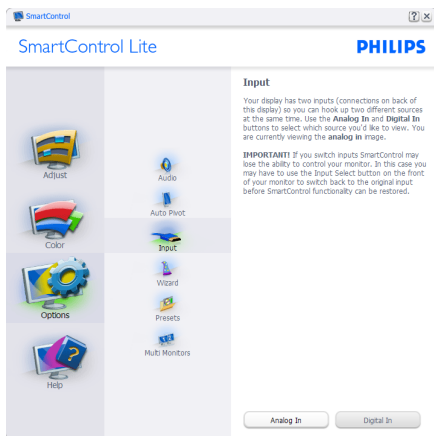 SmartControl
SmartControl Lite
PHILIPS
Adjust
Color
Options
Help
Audio
Auto Pivot
Input
Wizard
Presets
Multi Monitors
Input
Your display has two inputs (connections on back of
this display) so you can hook up two different sources
at the same time. Use the Analog In and Digital In
buttons to select which source you'd like to view. You
are currently viewing the analog in image.
IMPORTANT! If you switch inputs SmartControl may
lose the ability to control your monitor. In this case you
may have to use the Input Select button on the front
of your monitor to switch back to the original input
before SmartControl functionality can be restored.
Analog In
Digital In